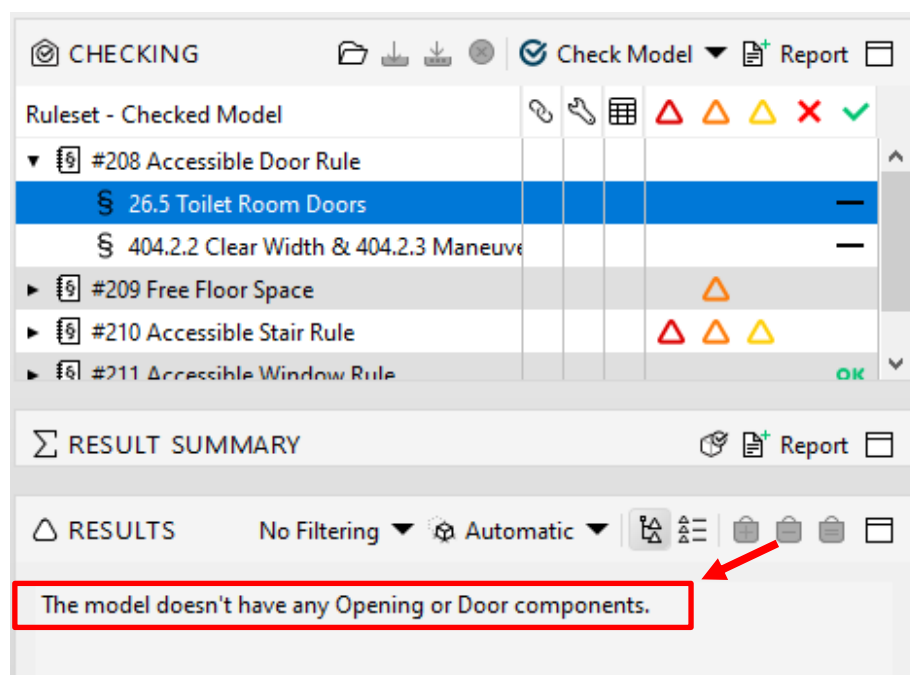 CHECKING Check Model Report
Ruleset - Checked Model
#208 Accessible Door Rule
§ 26.5 Toilet Room Doors
§ 404.2.2 Clear Width & 404.2.3 Maneuve
#209 Free Floor Space
#210 Accessible Stair Rule
#211 Accessible Window Rule OK
RESULT SUMMARY Report
RESULTS No Filtering Automatic
The model doesn't have any Opening or Door components.